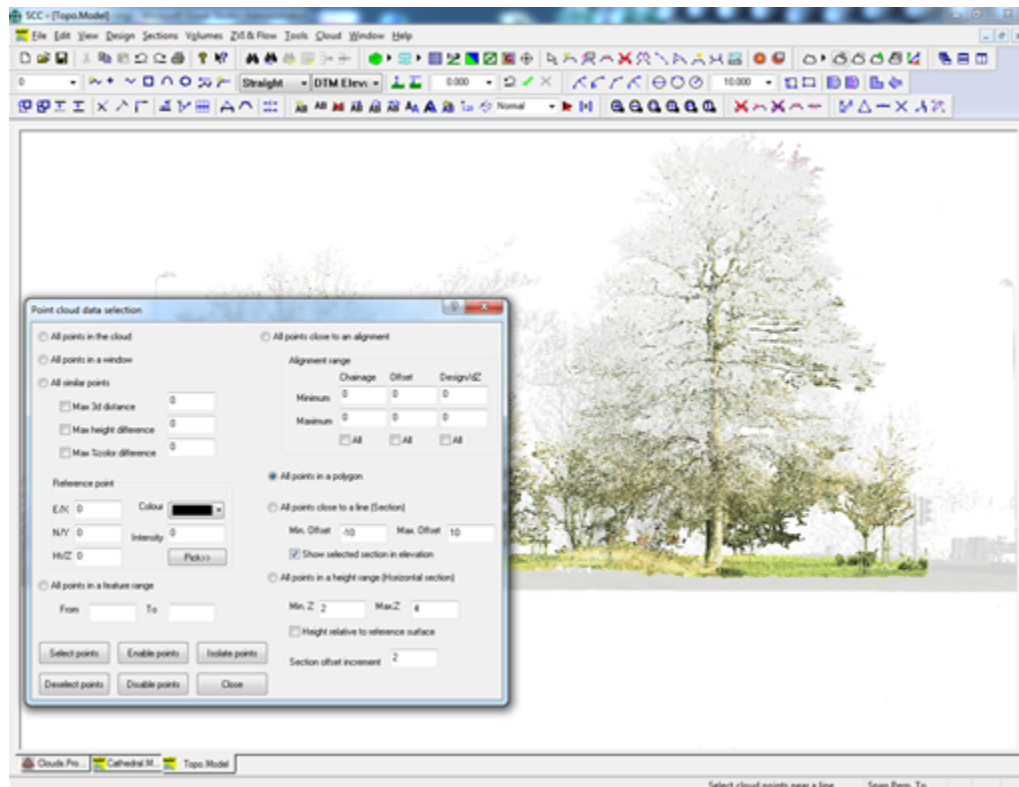 SCC - [Topo.Model]
File Edit View Design Sections Volumes Zvi& Flow Tools Cloud Window Help
Straight DTM Elev 0.000 10.000
Normal
Point cloud data selection
All points in the cloud
All points in a window
All similar points
Max 3d distance 0
Max height difference 0
Max %color difference 0
Reference point
E/X 0 Colour
N/Y 0 Intensity 0
Ht/Z 0 Pick>>
All points in a feature range
From To
Select points Enable points Isolate points
Deselect points Disable points Close
All points close to an alignment
Alignment range
Chainage Offset Design/dZ
Minimum 0 0 0
Maximum 0 0 0
All All All
All points in a polygon
All points close to a line (Section)
Min. Offset -10 Max. Offset 10
Show selected section in elevation
All points in a height range (Horizontal section)
Min. Z 2 Max.Z 4
Height relative to reference surface
Section offset increment 2
Clouds.Pro... Cathedral.M... Topo.Model
Select cloud points near a line Snap Perp. To